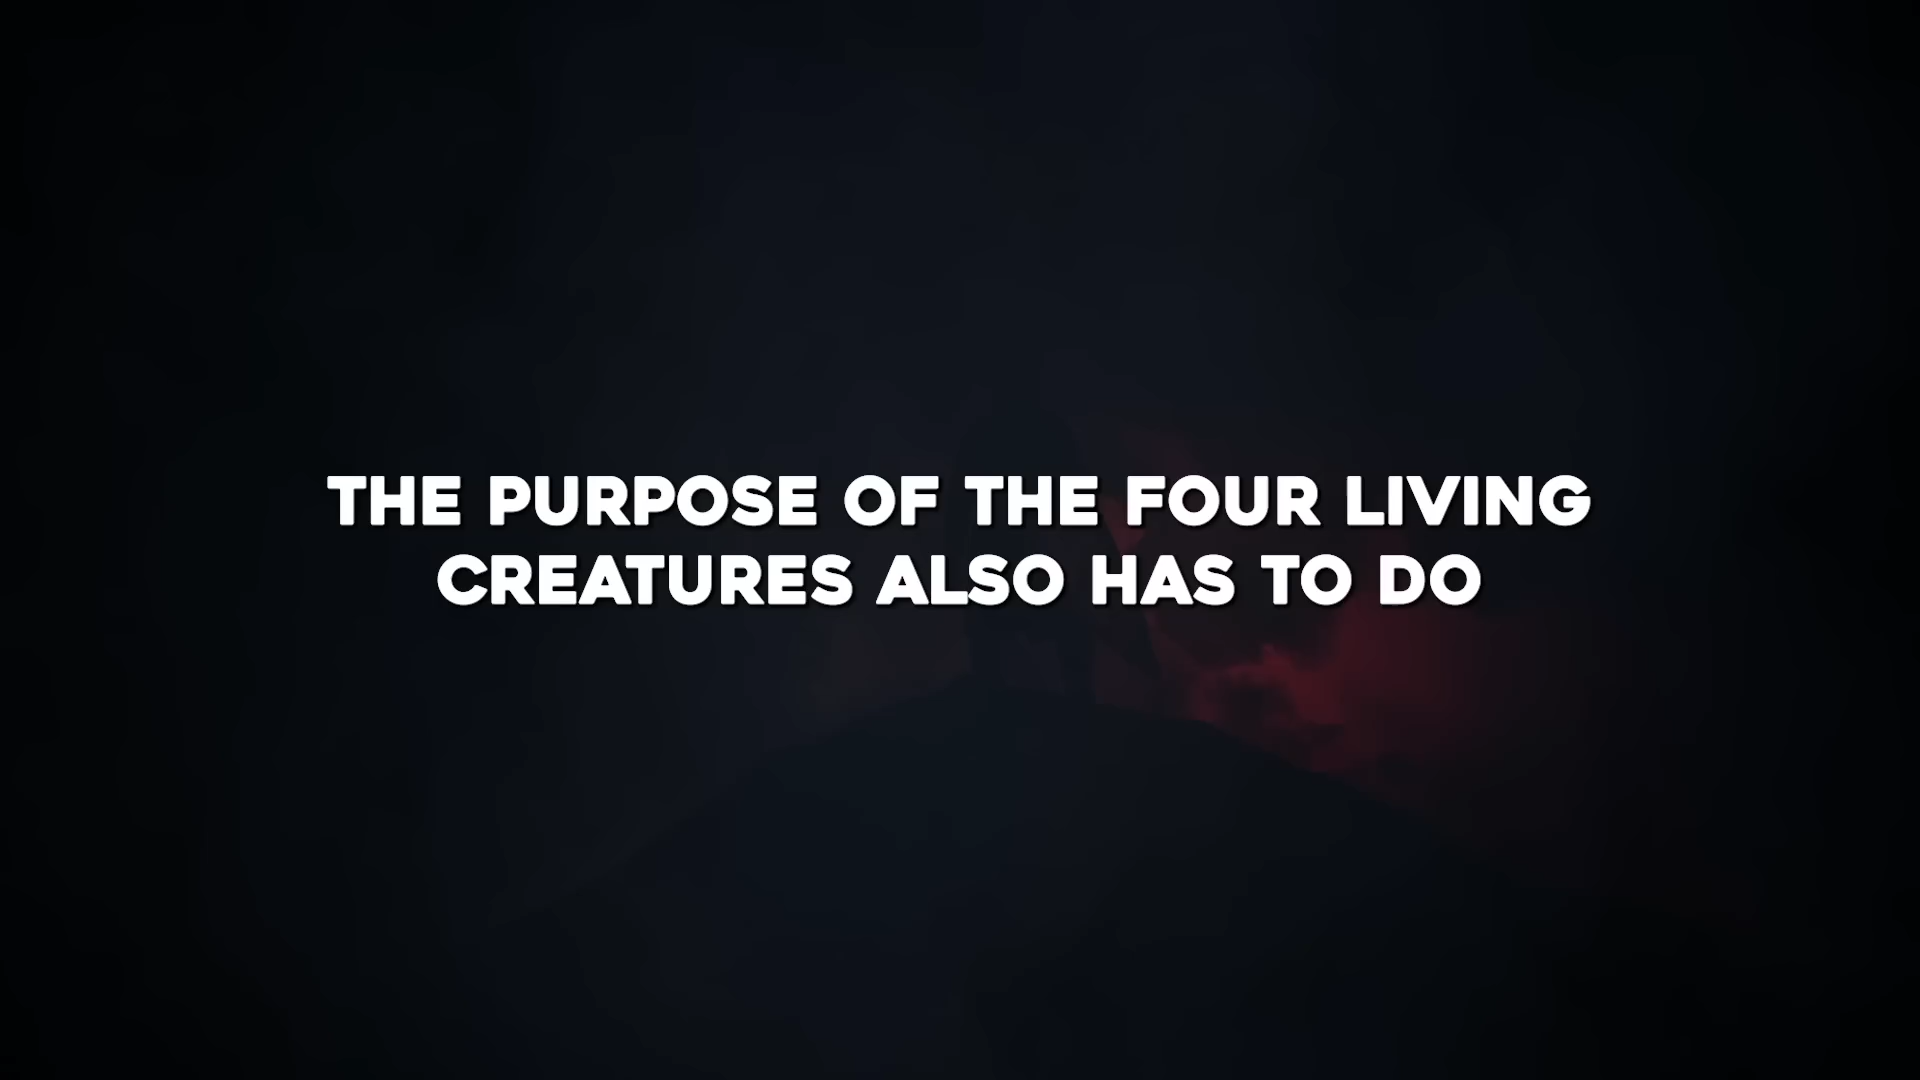 THE PURPOSE OF THE FOUR LIVING
CREATURES ALSO HAS TO DO